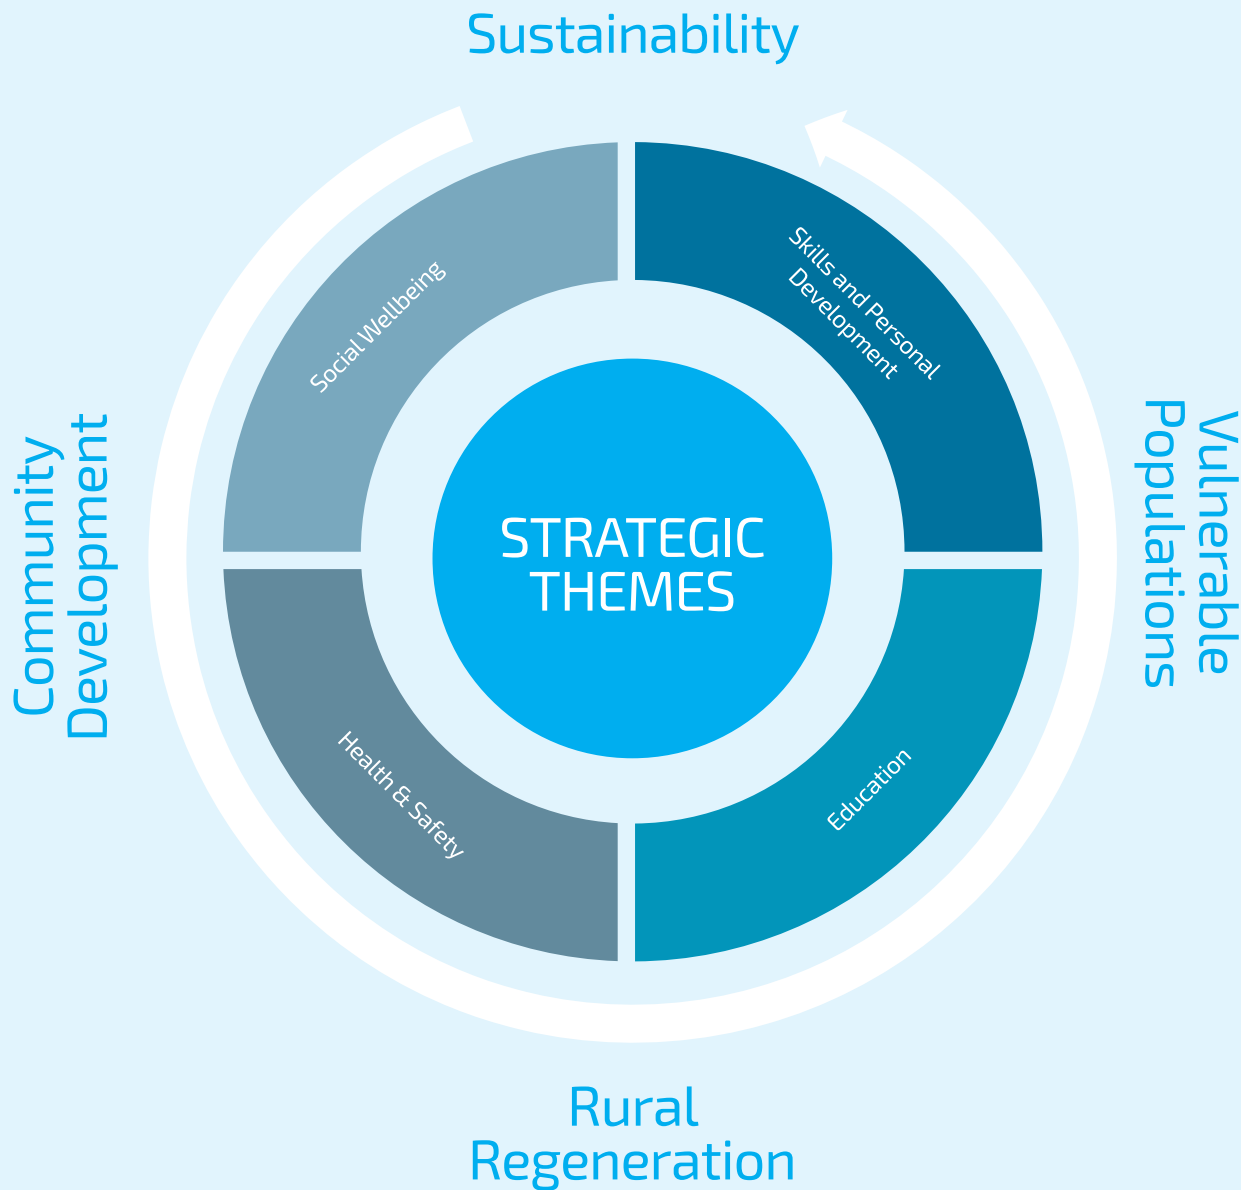 Sustainability
Social Wellbeing
Skills and Personal
Development
Community
Development
STRATEGIC
THEMES
Vulnerable
Populations
Health & Safety
Education
Rural
Regeneration